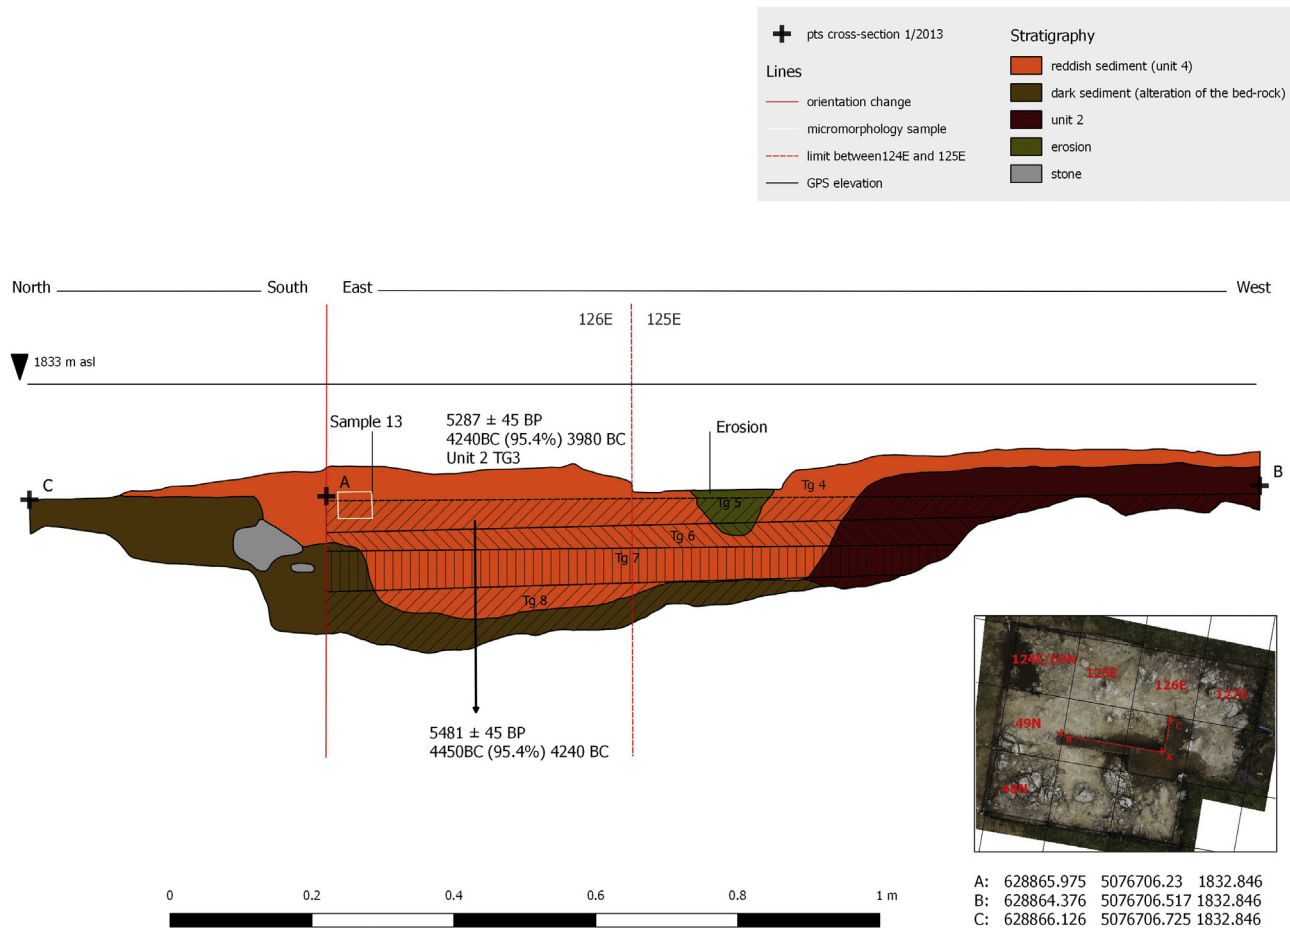 pts cross-section 1/2013
Lines
orientation change
micromorphology sample
limit between124E and 125E
GPS elevation
Stratigraphy
reddish sediment (unit 4)
dark sediment (alteration of the bed-rock)
unit 2
erosion
stone
North South East West
126E 125E
1833 m asl
Sample 13
5287 ± 45 BP
4240BC (95.4%) 3980 BC
Unit 2 TG3
Erosion
C
A
B
Tg 4
Tg 5
Tg 6
Tg 7
Tg 8
5481 ± 45 BP
4450BC (95.4%) 4240 BC
124E/50N
125E
126E
127E
49N
48N
B
A
C
0 0.2 0.4 0.6 0.8 1 m
A: 628865.975 5076706.23 1832.846
B: 628864.376 5076706.517 1832.846
C: 628866.126 5076706.725 1832.846